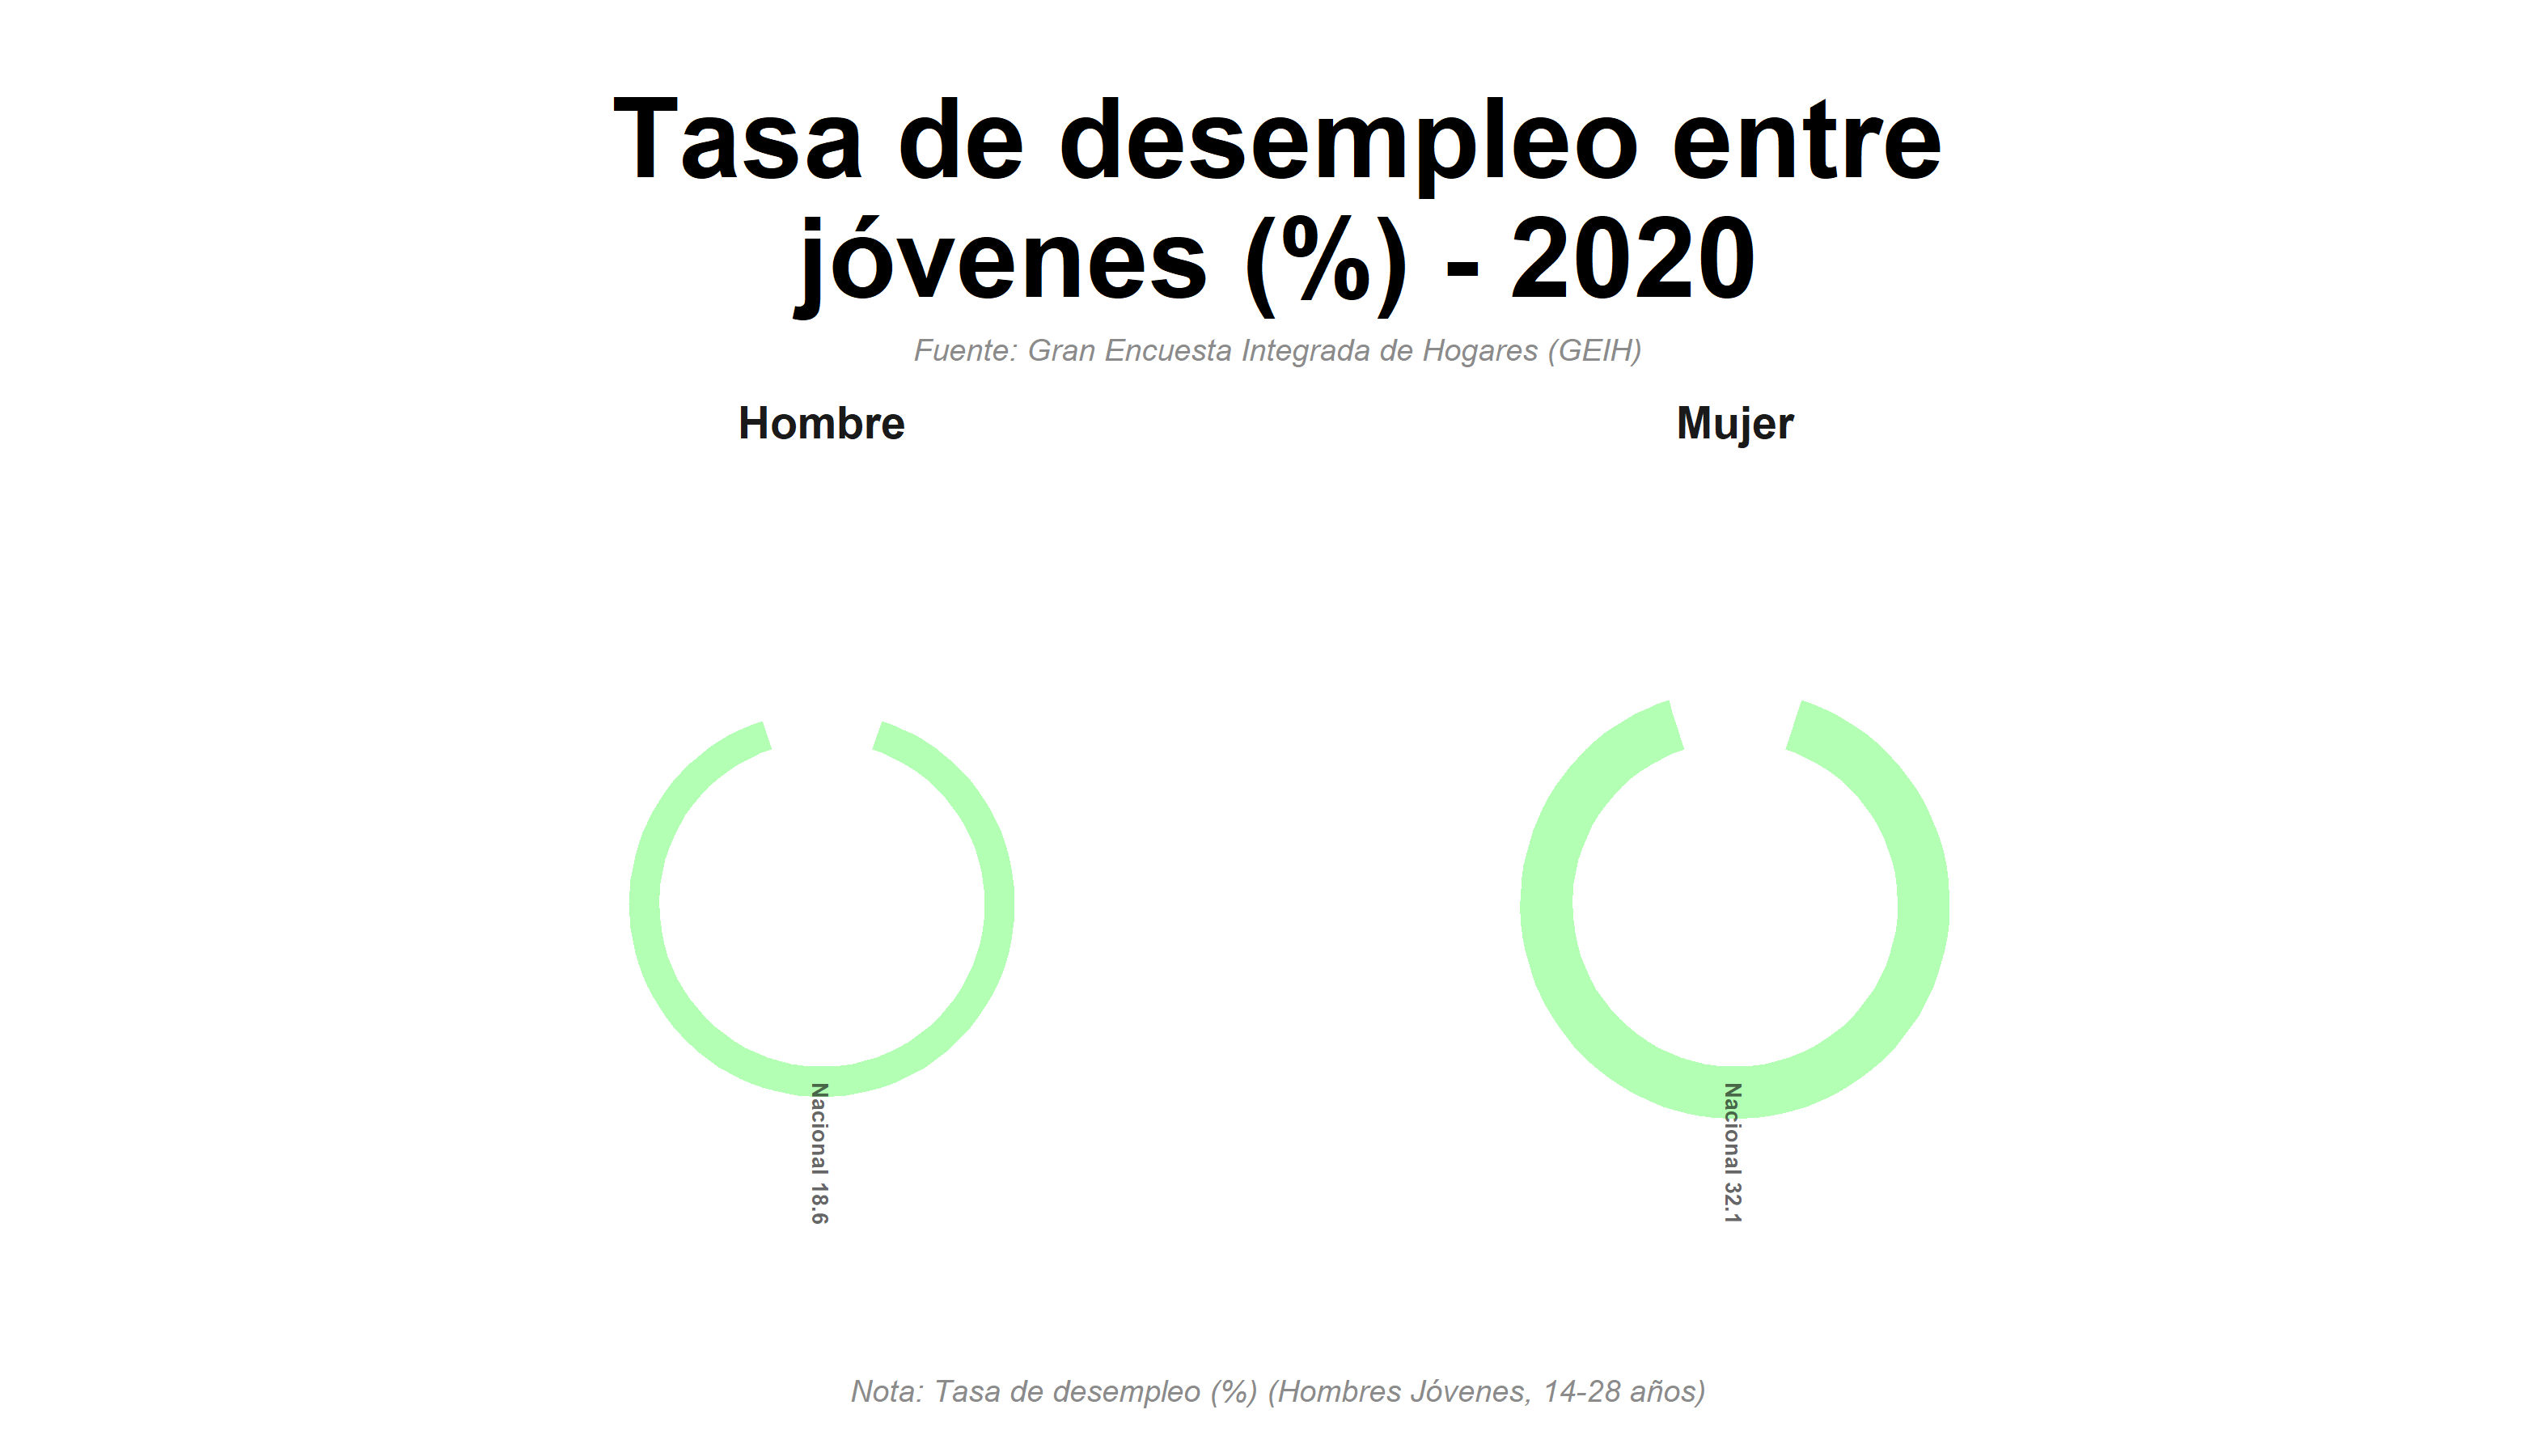 Tasa de desempleo entre
jóvenes (%) - 2020
Fuente: Gran Encuesta Integrada de Hogares (GEIH)
Hombre
Mujer
Nacional 18.6
Nacional 32.1
Nota: Tasa de desempleo (%) (Hombres Jóvenes, 14-28 años)